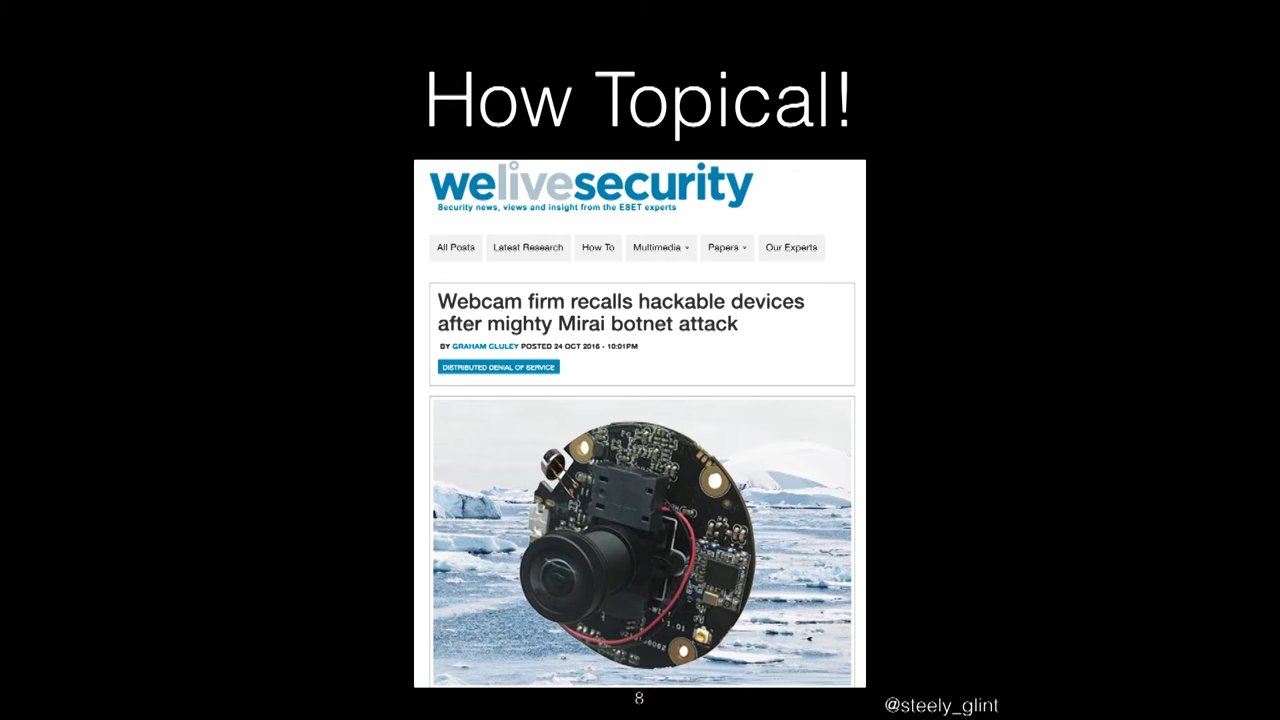 How Topical!
welivesecurity
Security news, views and insight from the ESET experts
All Posts Latest Research How To Multimedia Papers Our Experts
Webcam firm recalls hackable devices
after mighty Mirai botnet attack
BY GRAHAM CLULEY POSTED 24 OCT 2016 - 10:01PM
DISTRIBUTED DENIAL OF SERVICE
8
@steely_glint